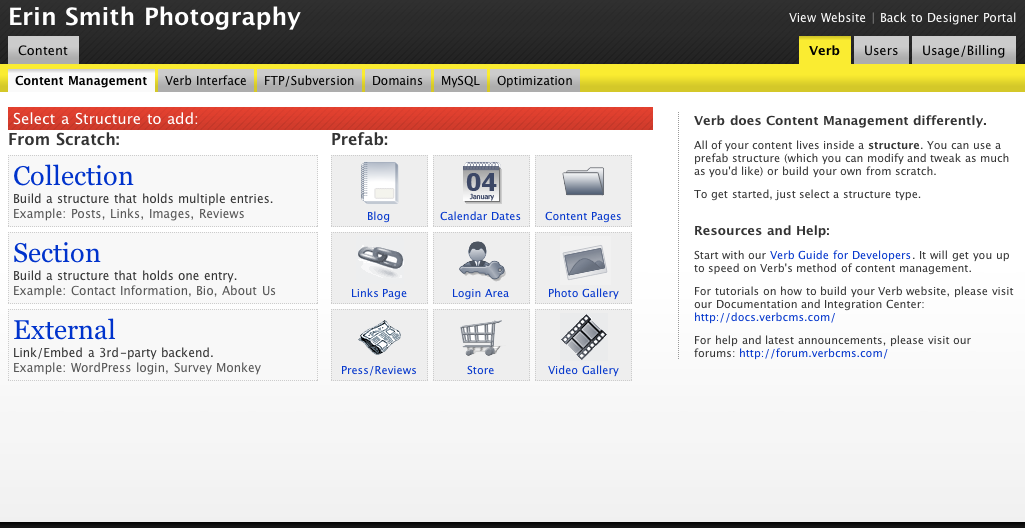 Erin Smith Photography
View Website | Back to Designer Portal
Content
Verb
Users
Usage/Billing
Content Management
Verb Interface
FTP/Subversion
Domains
MySQL
Optimization
Select a Structure to add:
From Scratch:
Collection
Build a structure that holds multiple entries.
Example: Posts, Links, Images, Reviews
Section
Build a structure that holds one entry.
Example: Contact Information, Bio, About Us
External
Link/Embed a 3rd-party backend.
Example: WordPress login, Survey Monkey
Prefab:
Blog
04
January
Calendar Dates
Content Pages
Links Page
Login Area
Photo Gallery
Press/Reviews
Store
Video Gallery
Verb does Content Management differently.
All of your content lives inside a structure. You can use a
prefab structure (which you can modify and tweak as much
as you'd like) or build your own from scratch.
To get started, just select a structure type.
Resources and Help:
Start with our Verb Guide for Developers. It will get you up
to speed on Verb's method of content management.
For tutorials on how to build your Verb website, please visit
our Documentation and Integration Center:
http://docs.verbcms.com/
For help and latest announcements, please visit our
forums: http://forum.verbcms.com/